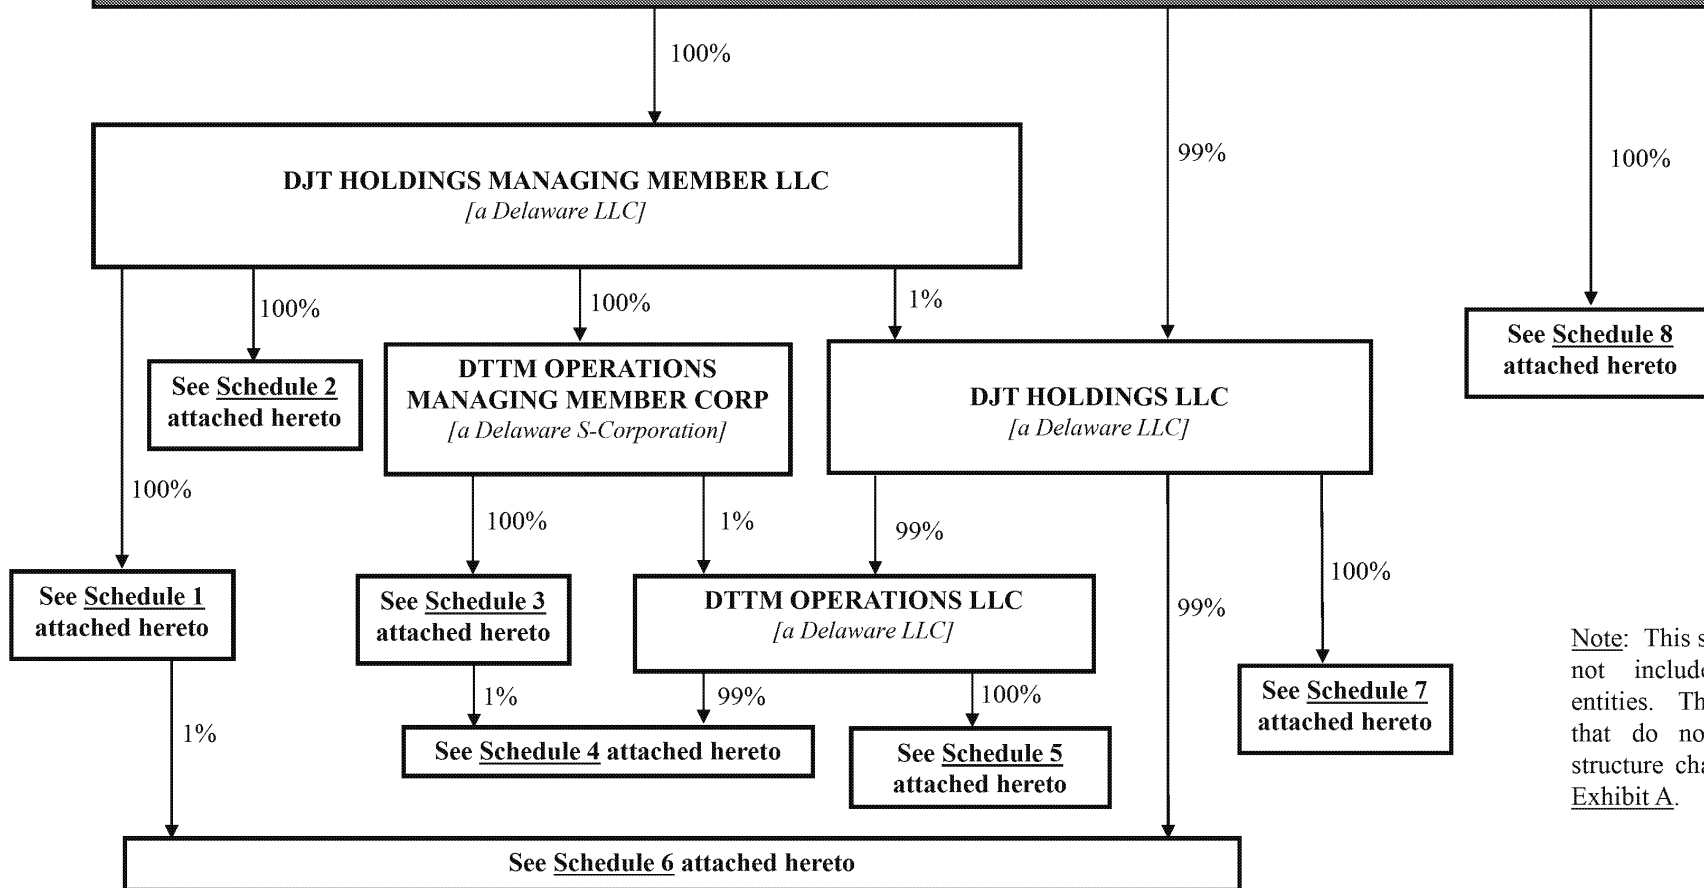 100%
99%
100%
DJT HOLDINGS MANAGING MEMBER LLC
[a Delaware LLC]
100%
100%
1%
See Schedule 8
attached hereto
See Schedule 2
attached hereto
DTTM OPERATIONS
MANAGING MEMBER CORP
[a Delaware S-Corporation]
DJT HOLDINGS LLC
[a Delaware LLC]
100%
100%
1%
99%
100%
99%
See Schedule 1
attached hereto
See Schedule 3
attached hereto
DTTM OPERATIONS LLC
[a Delaware LLC]
Note: This
not
entities.
that do
structure
Exhibit A.
1%
99%
100%
See Schedule 7
attached hereto
1%
See Schedule 4 attached hereto
See Schedule 5
attached hereto
See Schedule 6 attached hereto